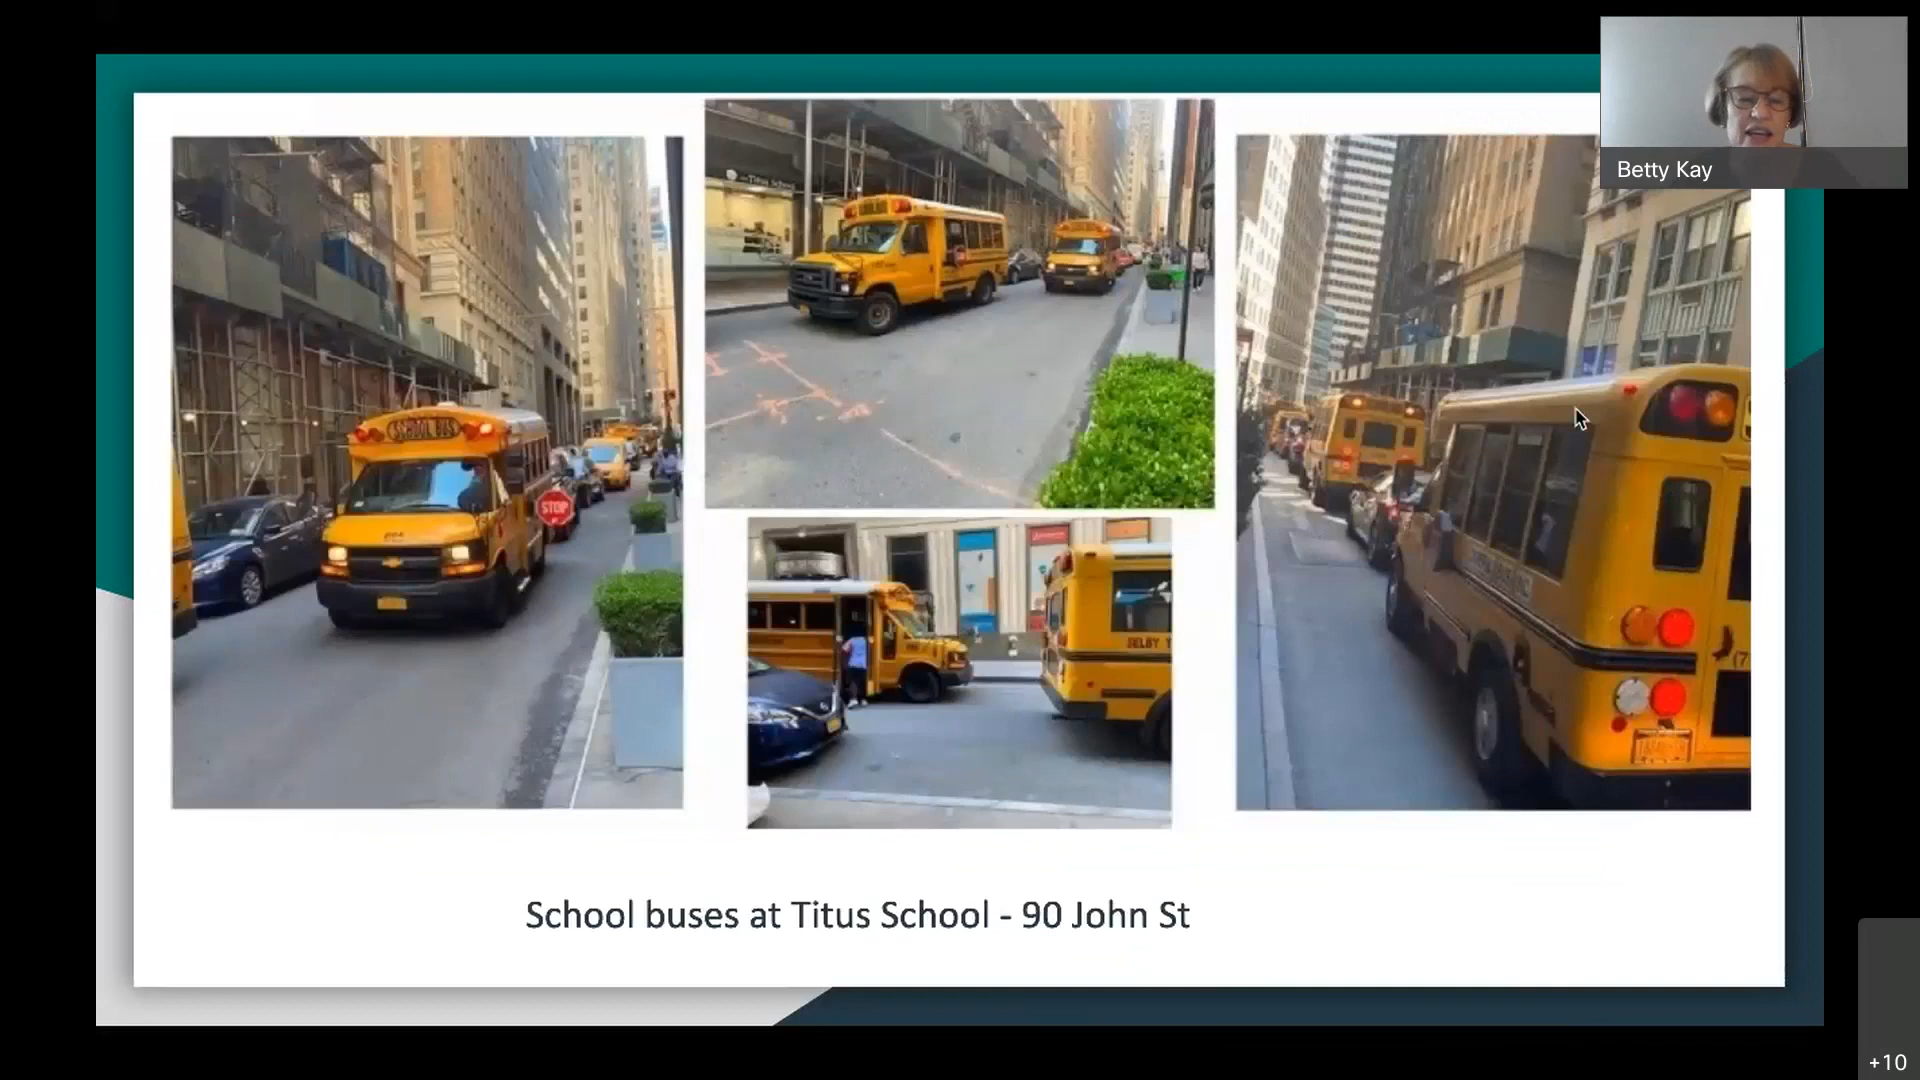 Betty Kay
SCHOOL BUS
STOP
Titus School
SELBY T
School buses at Titus School - 90 John St
+10